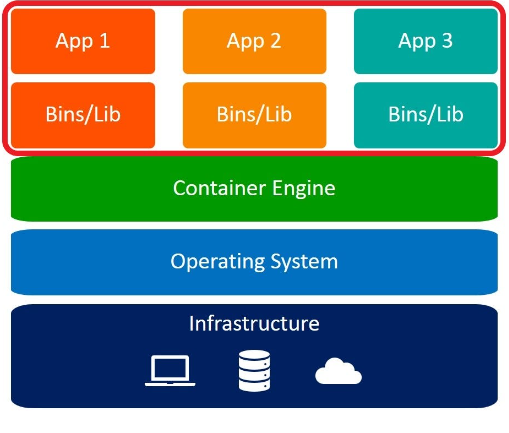 App 1
App 2
App 3
Bins/Lib
Bins/Lib
Bins/Lib
Container Engine
Operating System
Infrastructure